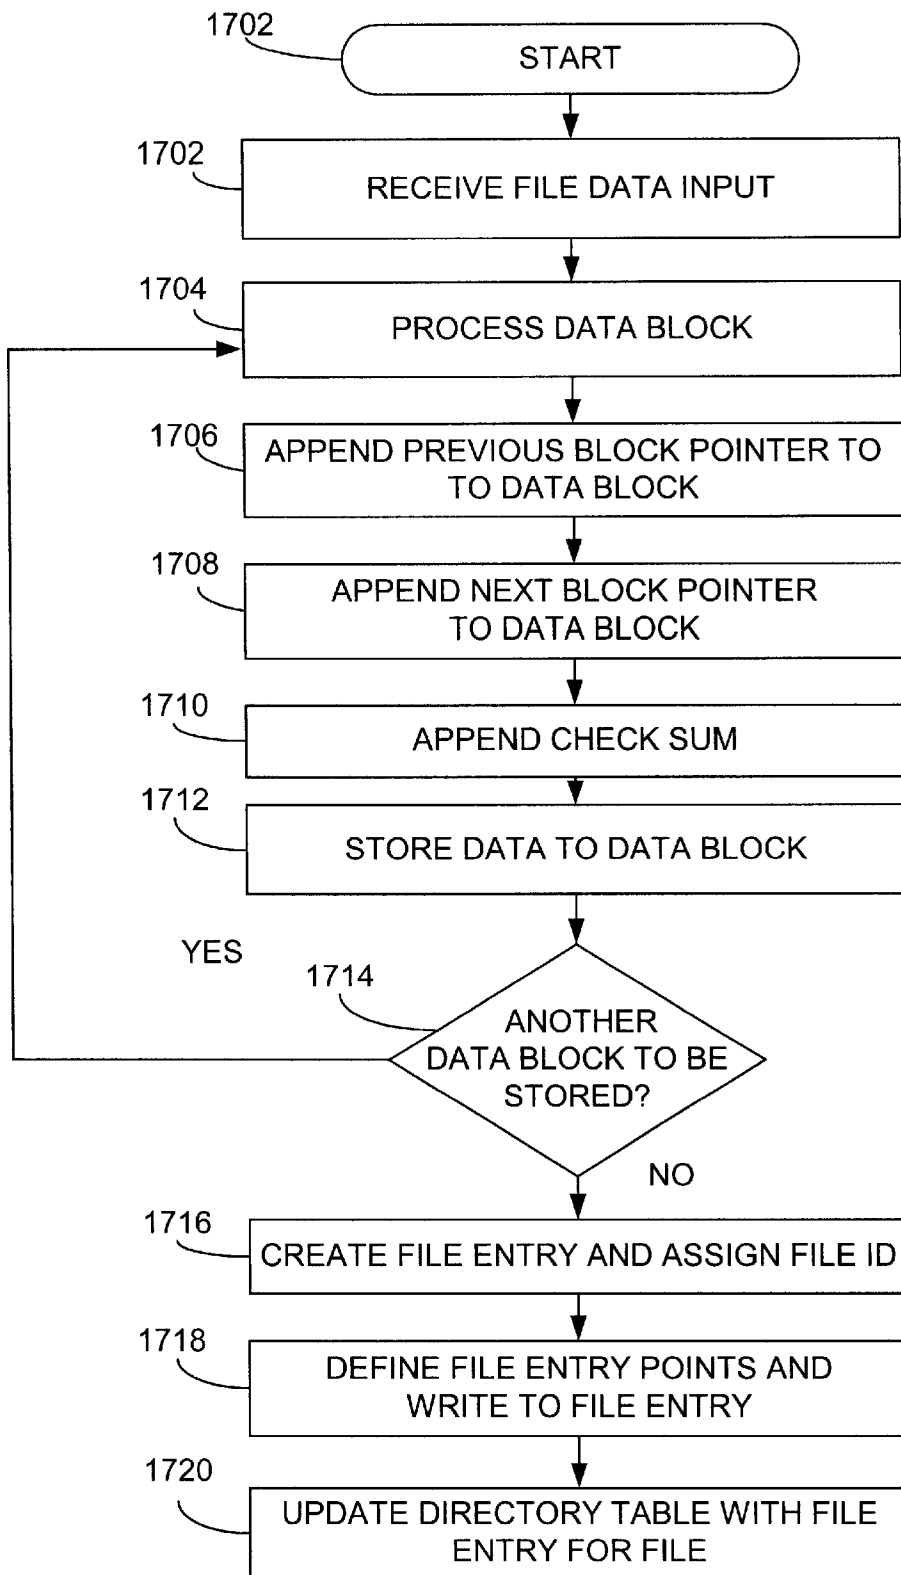 1702
START
1702
RECEIVE FILE DATA INPUT
1704
PROCESS DATA BLOCK
1706
APPEND PREVIOUS BLOCK POINTER TO
TO DATA BLOCK
1708
APPEND NEXT BLOCK POINTER
TO DATA BLOCK
1710
APPEND CHECK SUM
1712
STORE DATA TO DATA BLOCK
YES
1714
ANOTHER
DATA BLOCK TO BE
STORED?
NO
1716
CREATE FILE ENTRY AND ASSIGN FILE ID
1718
DEFINE FILE ENTRY POINTS AND
WRITE TO FILE ENTRY
1720
UPDATE DIRECTORY TABLE WITH FILE
ENTRY FOR FILE